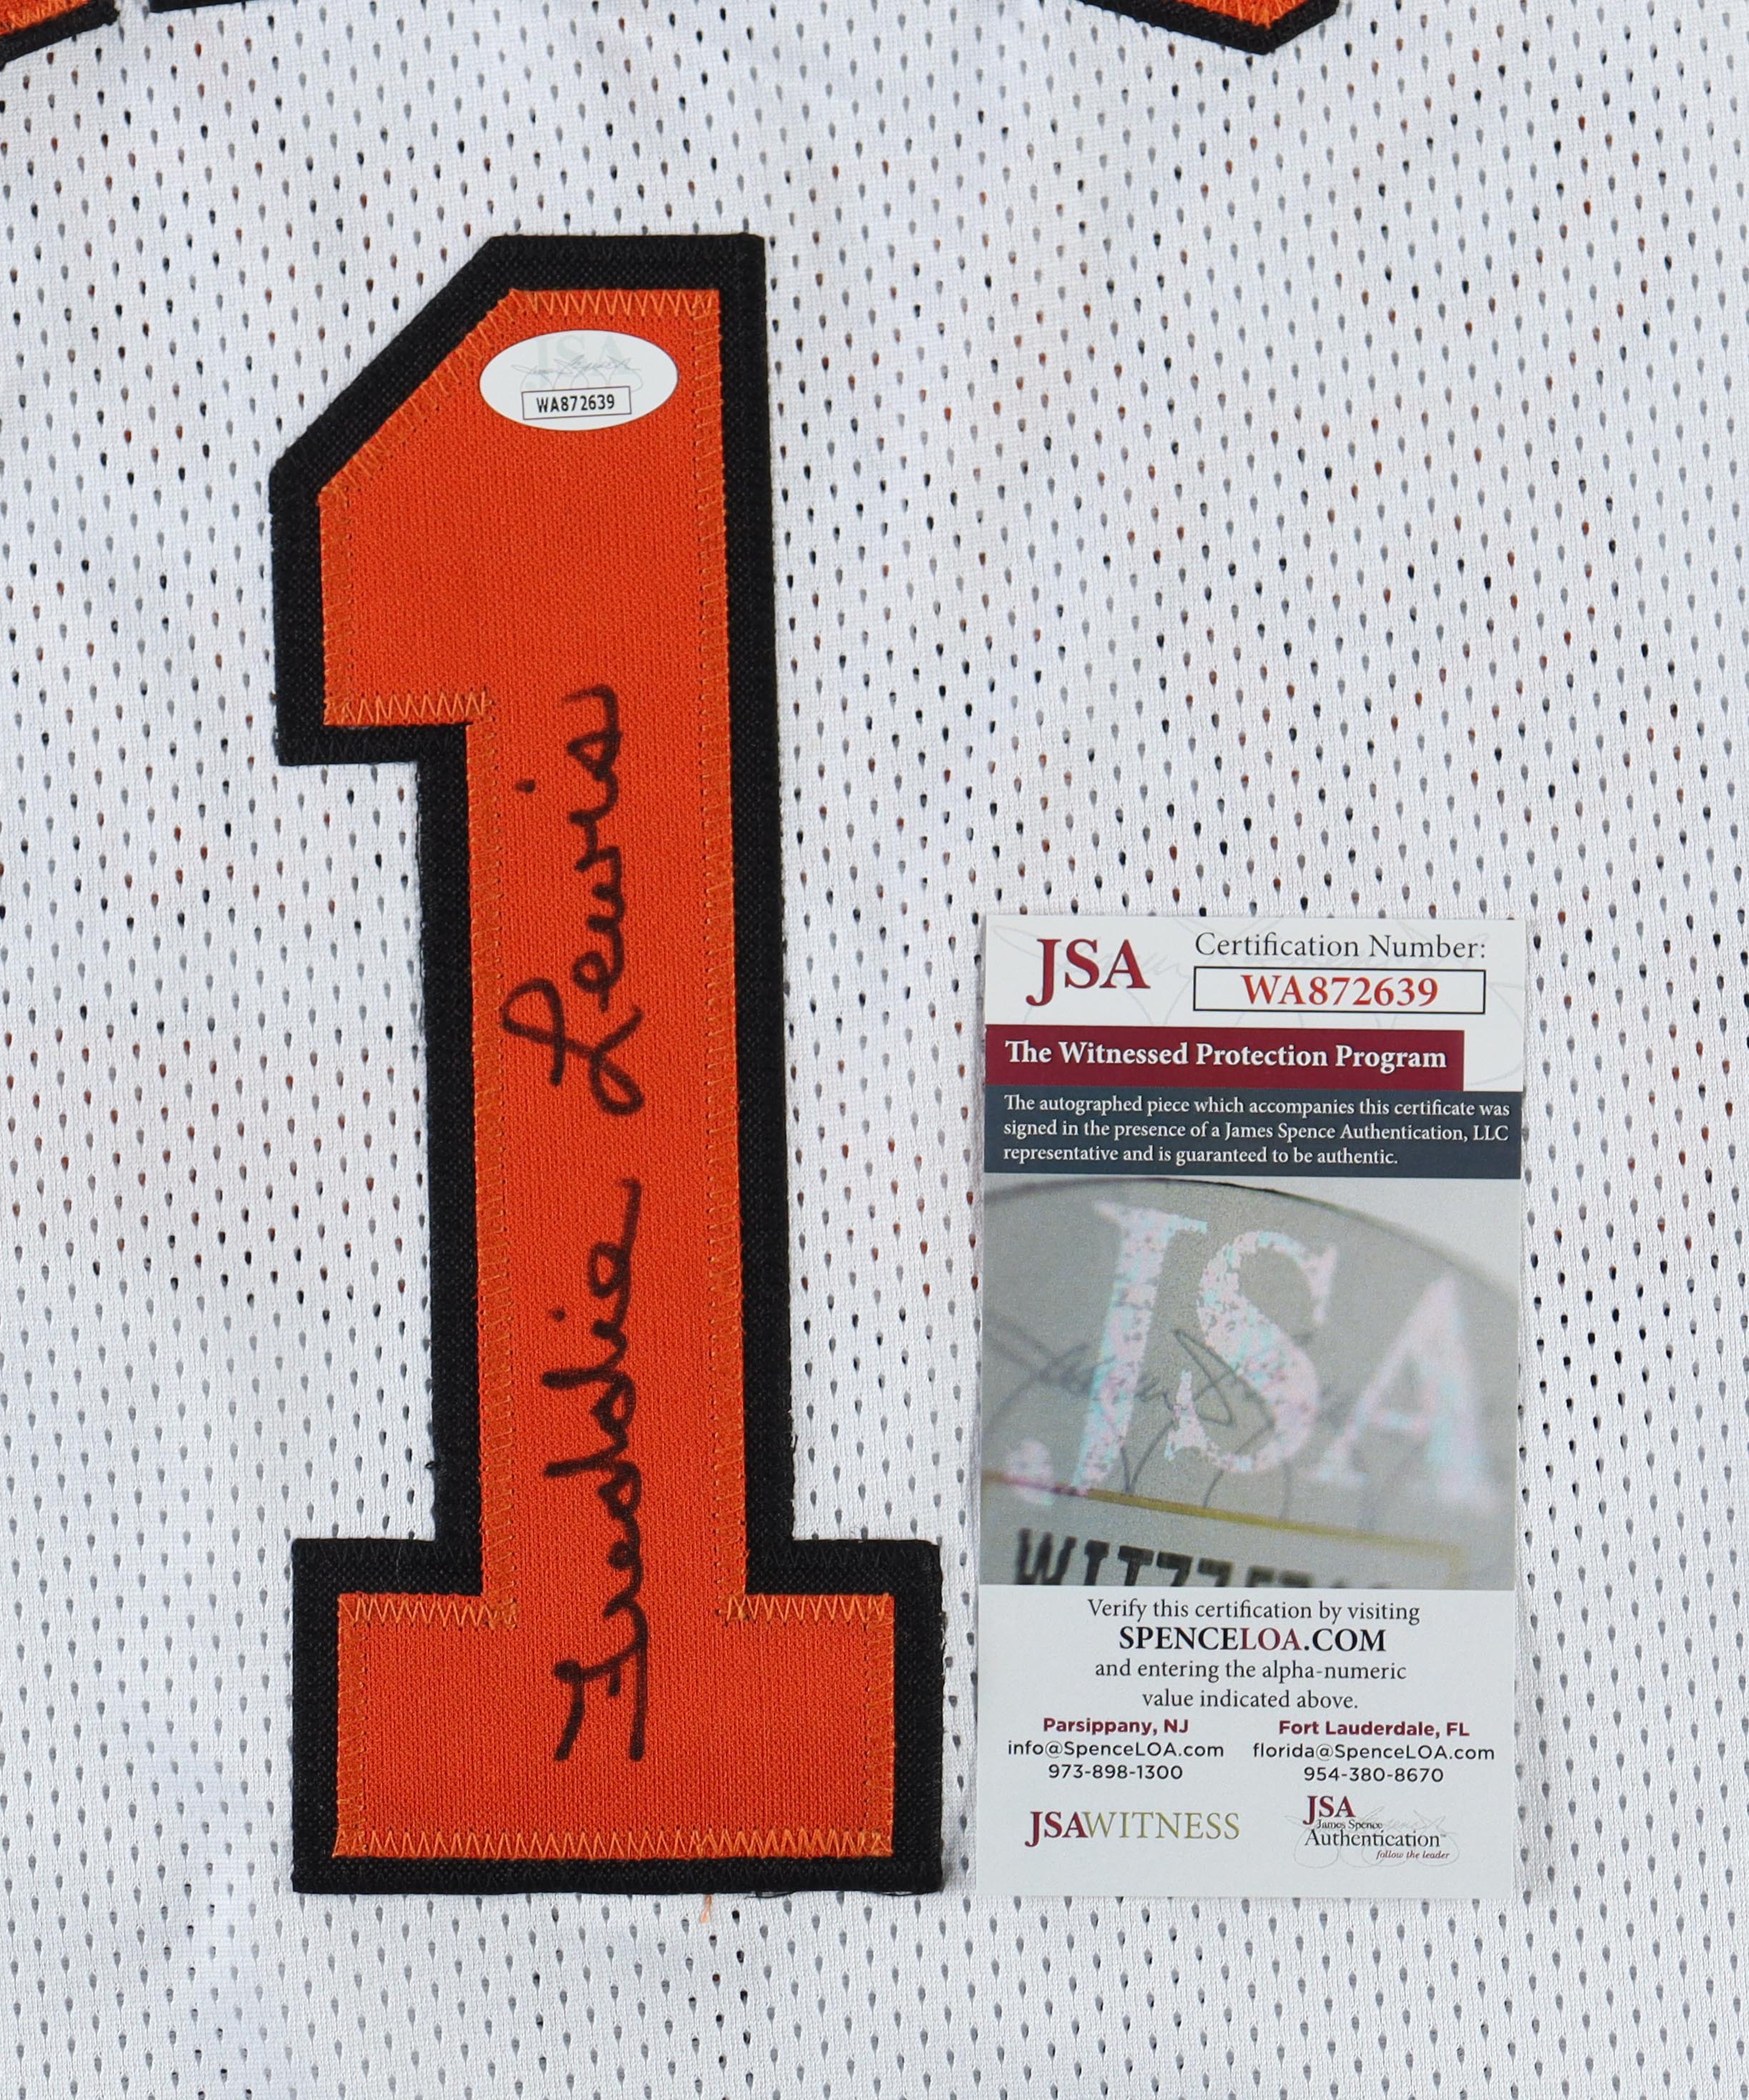 1
JSA
WA872639
Freddie Lewis
JSA
Certification Number:
WA872639
The Witnessed Protection Program
The autographed piece which accompanies this certificate was
signed in the presence of a James Spence Authentication, LLC
representative and is guaranteed to be authentic.
JSA
Verify this certification by visiting
SPENCELOA.COM
and entering the alpha-numeric
value indicated above.
Parsippany, NJ
info@SpenceLOA.com
973-898-1300
Fort Lauderdale, FL
florida@SpenceLOA.com
954-380-8670
JSAWITNESS
JSA
James Spence
Authentication™
follow the leader